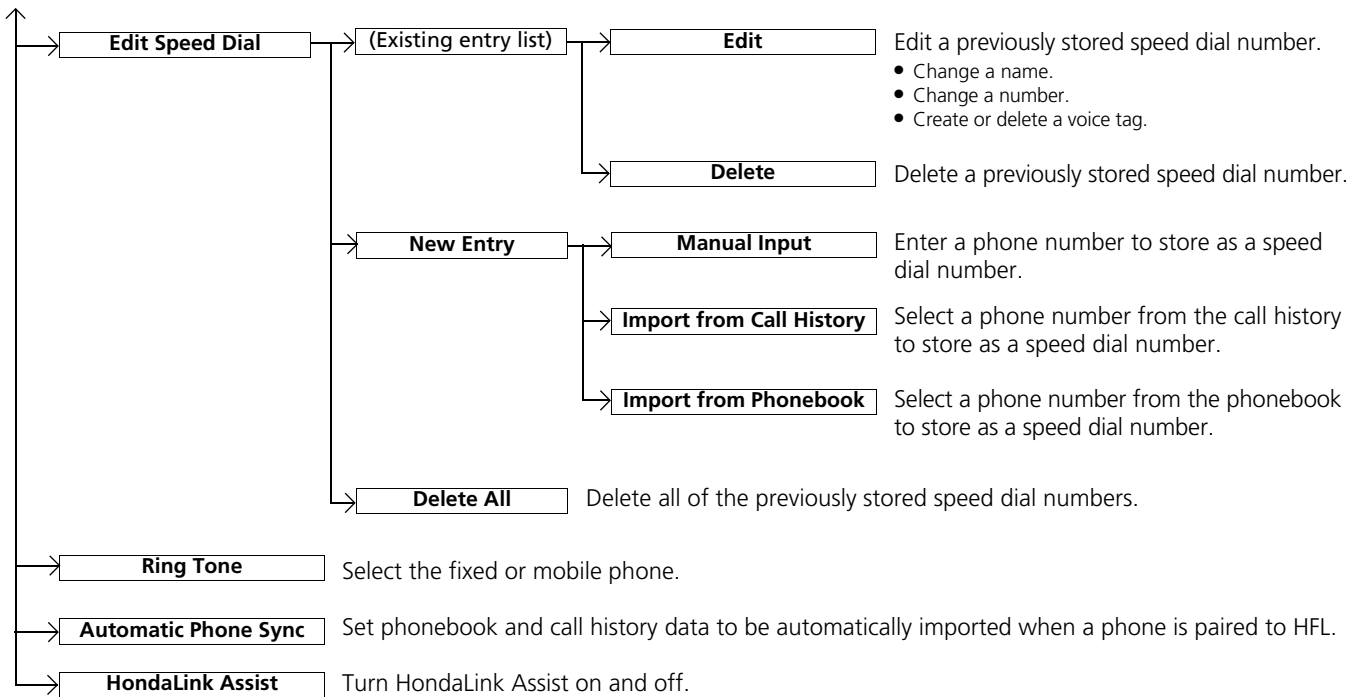 Edit Speed Dial
(Existing entry list)
Edit
Edit a previously stored speed dial number.
● Change a name.
● Change a number.
● Create or delete a voice tag.
Delete
Delete a previously stored speed dial number.
New Entry
Manual Input
Enter a phone number to store as a speed
dial number.
Import from Call History
Select a phone number from the call history
to store as a speed dial number.
Import from Phonebook
Select a phone number from the phonebook
to store as a speed dial number.
Delete All
Delete all of the previously stored speed dial numbers.
Ring Tone
Select the fixed or mobile phone.
Automatic Phone Sync
Set phonebook and call history data to be automatically imported when a phone is paired to HFL.
HondaLink Assist
Turn HondaLink Assist on and off.